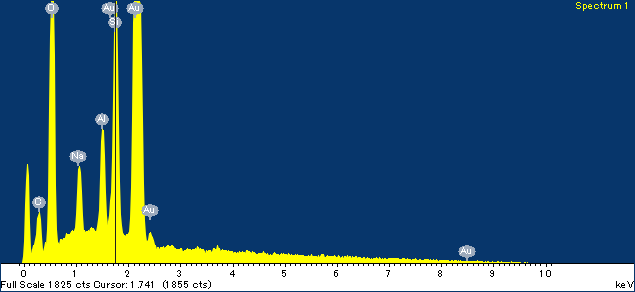 Spectrum 1
O Au Au
Si
Al
Na
O Au
Au
0 1 2 3 4 5 6 7 8 9 10
Full Scale 1825 cts Cursor: 1.741 (1855 cts) keV